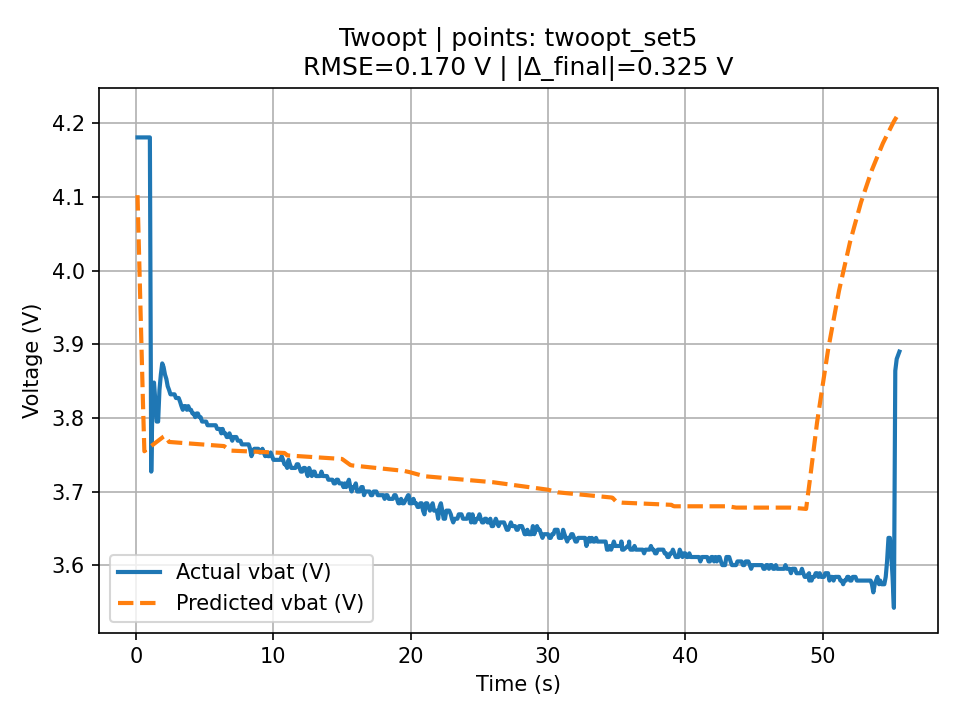 Twoopt | points: twoopt_set5
RMSE=0.170 V | |Δ_final|=0.325 V
Voltage (V)
4.2
4.1
4.0
3.9
3.8
3.7
3.6
Actual vbat (V)
Predicted vbat (V)
0
10
20
30
40
50
Time (s)